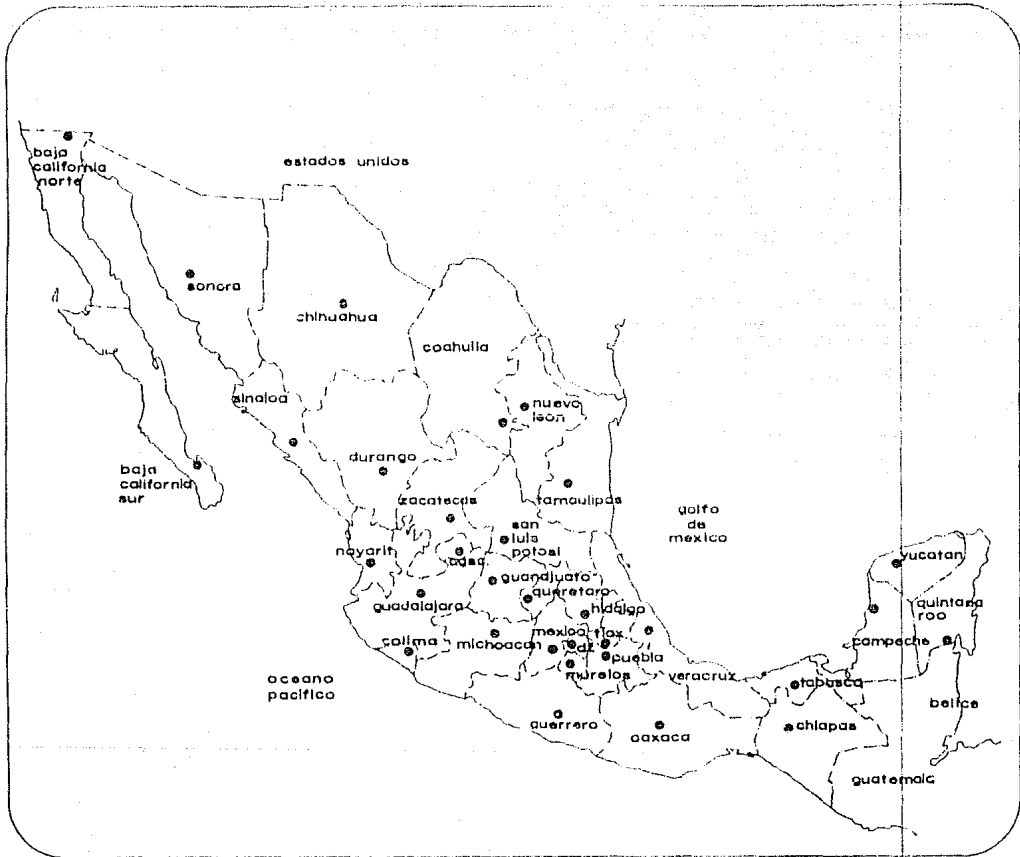 baja
california
norte
estados unidos
sonora
chihuahua
coahuila
sinaloa
nuevo
león
durango
baja
california
sur
zacatecas
tamaulipas
san
luis
potosi
golfo
de
mexico
nayarit
ags.
yucatan
guanajuato
queretaro
guadalajara
hidalgo
quintana
roo
colima
michoacan
mexico
tlax
d.f.
puebla
campeche
morelos
veracruz
oceano
pacifico
tabasco
belice
guerrero
oaxaca
chiapas
guatemala